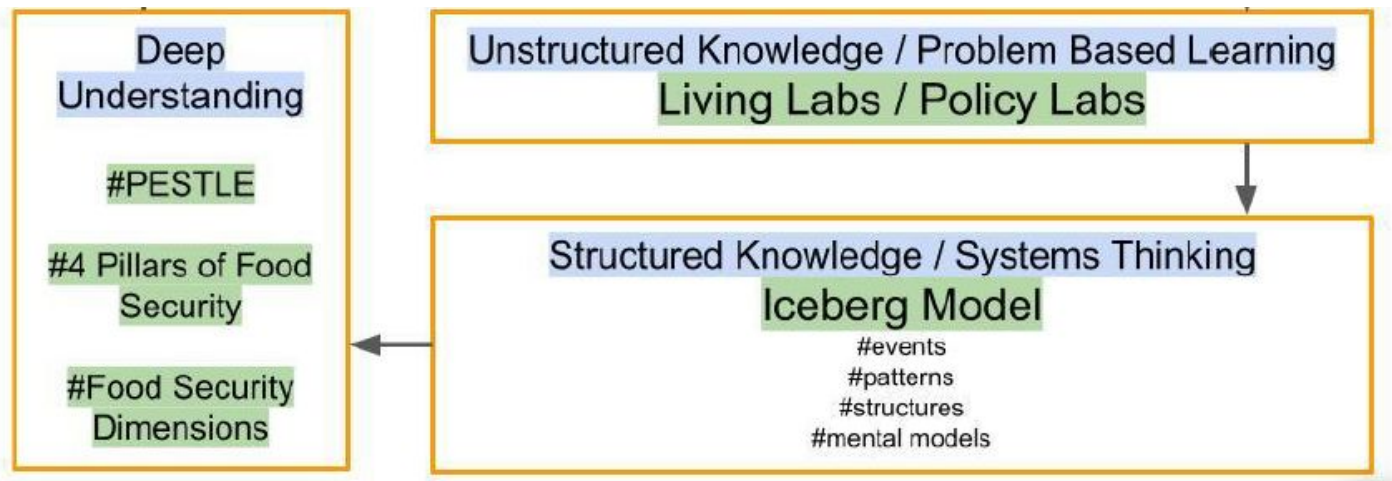 Deep
Understanding
#PESTLE
#4 Pillars of Food
Security
#Food Security
Dimensions
Unstructured Knowledge / Problem Based Learning
Living Labs / Policy Labs
Structured Knowledge / Systems Thinking
Iceberg Model
#events
#patterns
#structures
#mental models